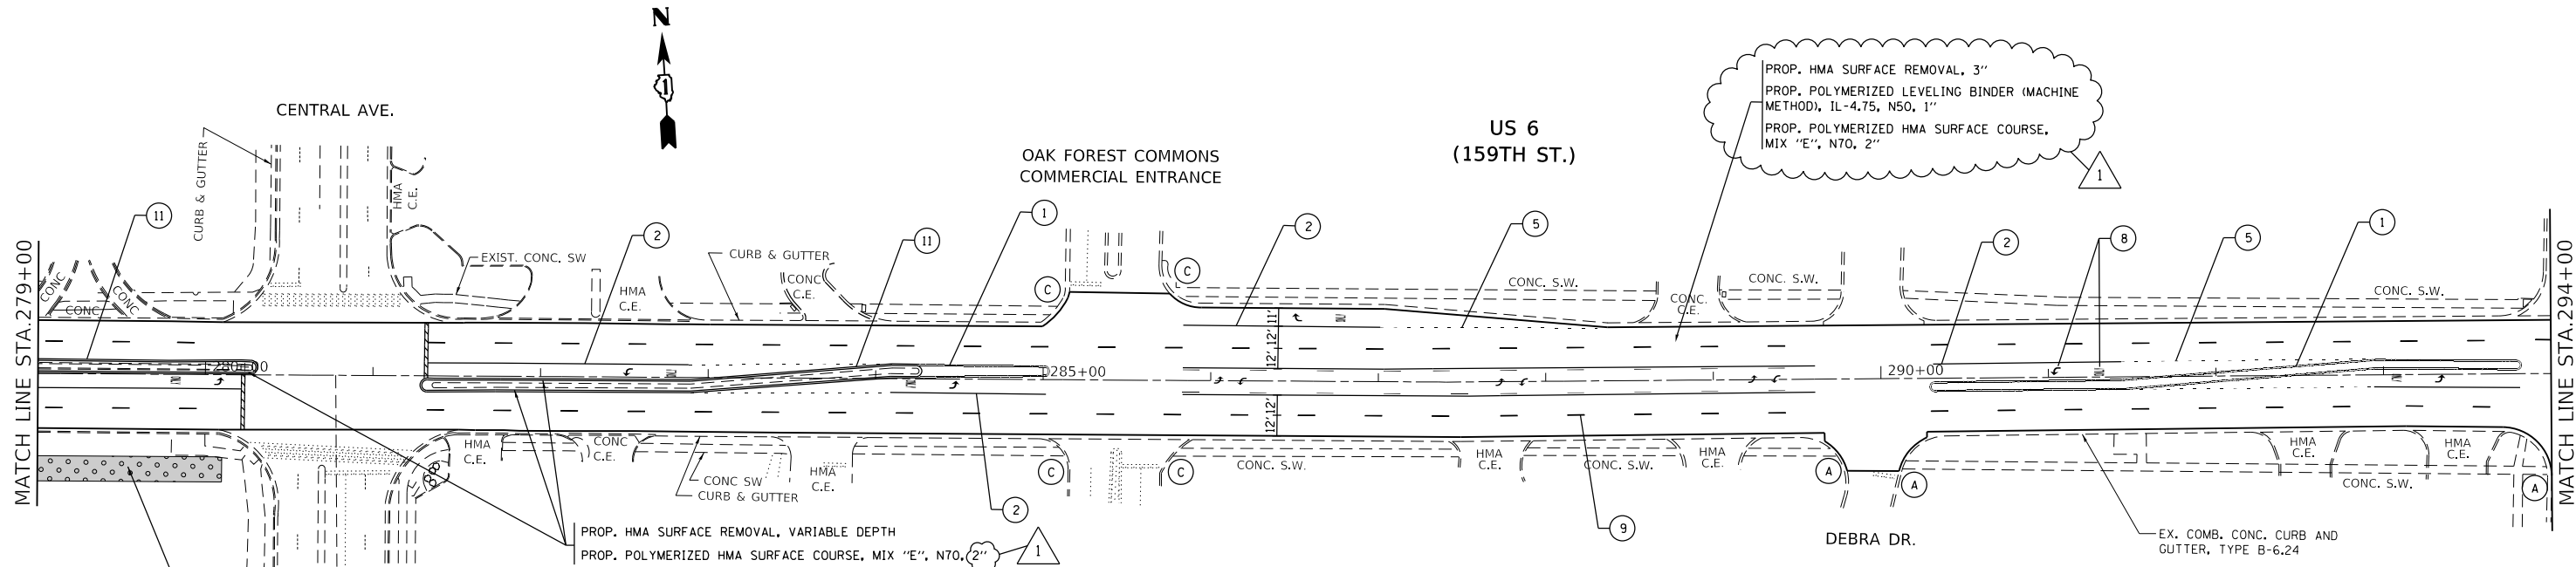 N
1
CENTRAL AVE.
CURB & GUTTER
HMA
C.E.
OAK FOREST COMMONS
COMMERCIAL ENTRANCE
US 6
(159TH ST.)
PROP. HMA SURFACE REMOVAL, 3"
PROP. POLYMERIZED LEVELING BINDER (MACHINE
METHOD), IL-4.75, N50, 1"
PROP. POLYMERIZED HMA SURFACE COURSE,
MIX "E", N70, 2"
1
MATCH LINE STA.279+00
11
2
11
1
2
5
2
8
5
1
MATCH LINE STA.294+00
EXIST. CONC. SW
CURB & GUTTER
CONC
CONC
CONC
HMA
C.E.
CONC
C.E.
C
C
CONC. S.W.
CONC.
C.E.
CONC. S.W.
CONC. S.W.
12' 12' 11'
280+00
285+00
290+00
12' 12'
HMA
C.E.
CONC
C.E.
CONC SW
CURB & GUTTER
HMA
C.E.
C
C
CONC. S.W.
HMA
C.E.
CONC. S.W.
HMA
C.E.
A
A
HMA
C.E.
HMA
C.E.
CONC. S.W.
A
2
9
PROP. HMA SURFACE REMOVAL, VARIABLE DEPTH
PROP. POLYMERIZED HMA SURFACE COURSE, MIX "E", N70, 2"
1
DEBRA DR.
EX. COMB. CONC. CURB AND
GUTTER, TYPE B-6.24